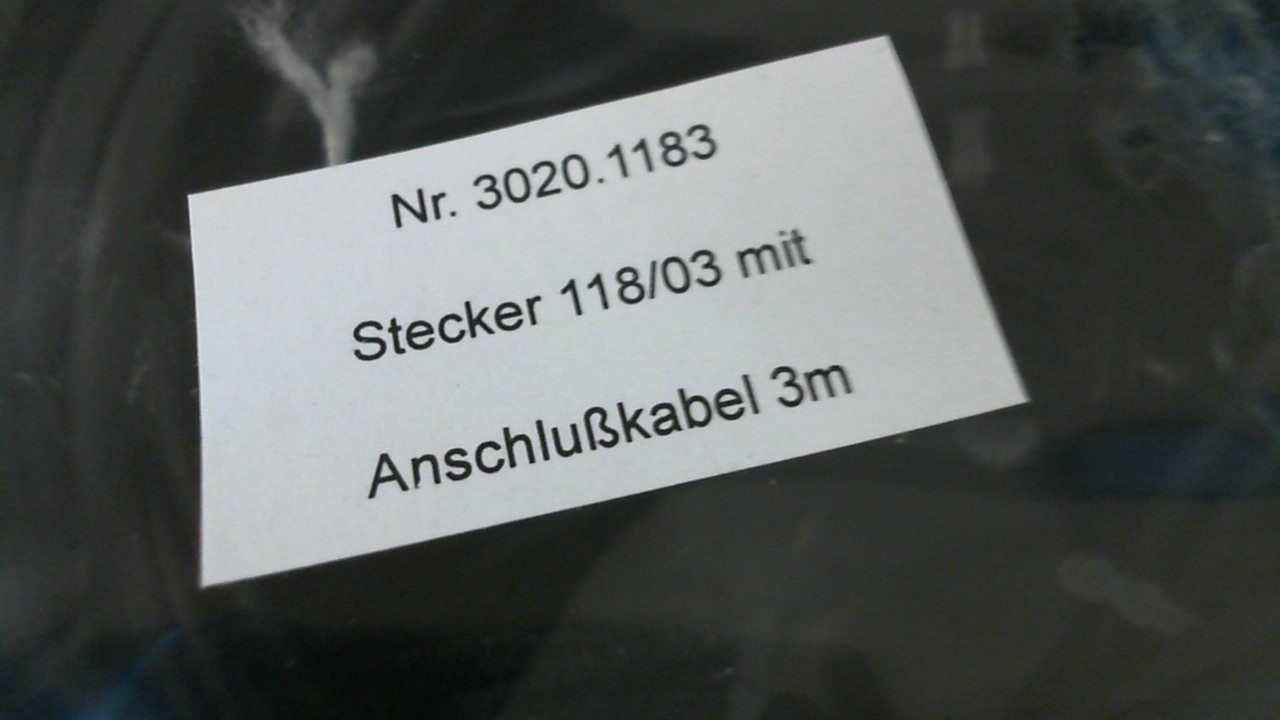 Nr. 3020.1183
Stecker 118/03 mit
Anschlußkabel 3m